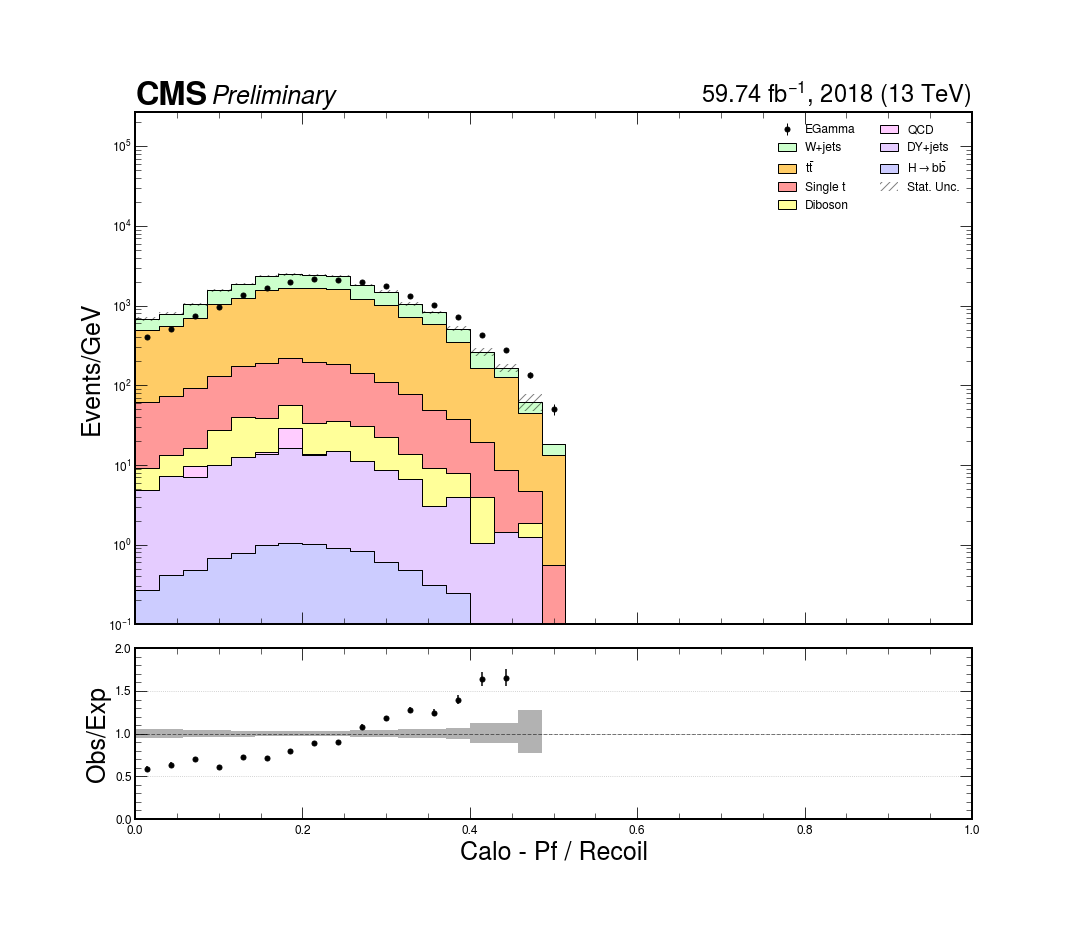 CMS Preliminary 59.74 fb⁻¹, 2018 (13 TeV)
EGamma QCD
W+jets DY+jets
tt̄ H→bb̄
Single t Stat. Unc.
Diboson
Events/GeV
10⁵
10⁴
10³
10²
10¹
10⁰
10⁻¹
Obs/Exp
2.0
1.5
1.0
0.5
0.0
0.0 0.2 0.4 0.6 0.8 1.0
Calo - Pf / Recoil